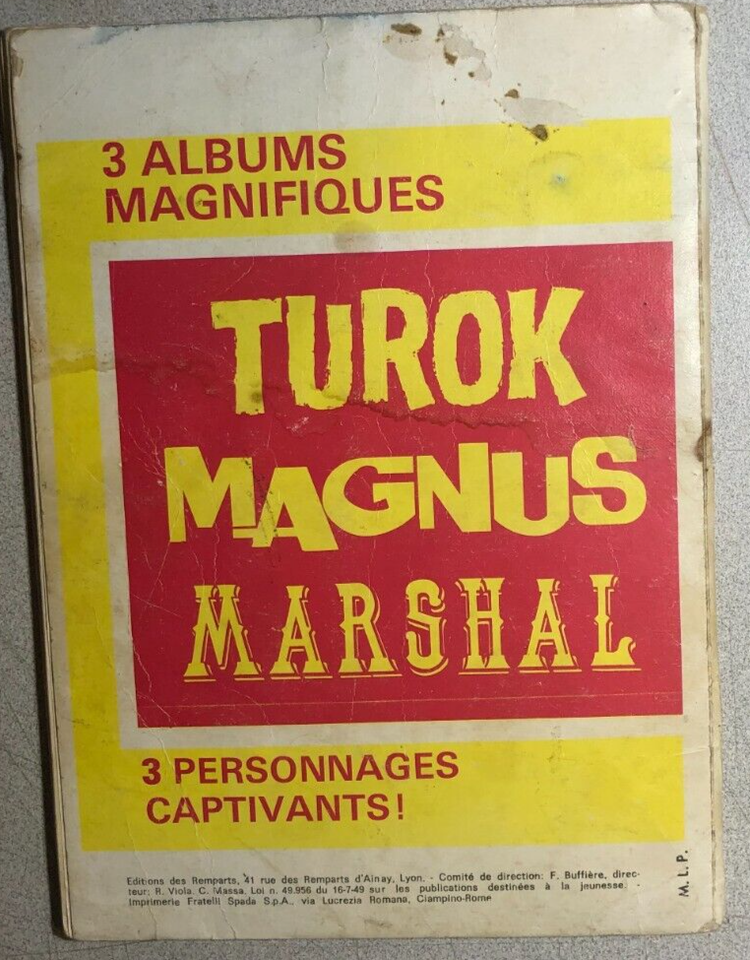 3 ALBUMS
MAGNIFIQUES
TUROK
MAGNUS
MARSHAL
3 PERSONNAGES
CAPTIVANTS !
Editions des Remparts, 41 rue des Remparts d'Ainay, Lyon. - Comité de direction: F. Buffière, direc-
teur; R. Viola. C. Massa. Loi n. 49.956 du 16-7-49 sur les publications destinées à la jeunesse. -
Imprimerie Fratelli Spada S.p.A., via Lucrezia Romana, Ciampino-Rome
M. L. P.